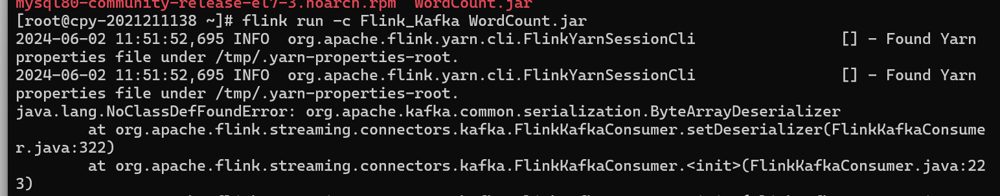 mysql80-community-release-el7-3.noarch.rpm  WordCount.jar
[root@cpy-2021211138 ~]# flink run -c Flink_Kafka WordCount.jar
2024-06-02 11:51:52,695 INFO  org.apache.flink.yarn.cli.FlinkYarnSessionCli                [] - Found Yarn
properties file under /tmp/.yarn-properties-root.
2024-06-02 11:51:52,695 INFO  org.apache.flink.yarn.cli.FlinkYarnSessionCli                [] - Found Yarn
properties file under /tmp/.yarn-properties-root.
java.lang.NoClassDefFoundError: org.apache.kafka.common.serialization.ByteArrayDeserializer
        at org.apache.flink.streaming.connectors.kafka.FlinkKafkaConsumer.setDeserializer(FlinkKafkaConsume
r.java:322)
        at org.apache.flink.streaming.connectors.kafka.FlinkKafkaConsumer.<init>(FlinkKafkaConsumer.java:22
3)